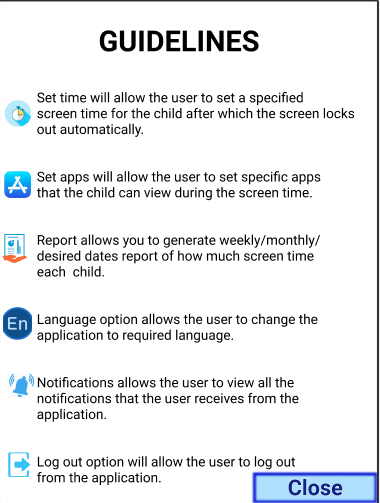 GUIDELINES
Set time will allow the user to set a specified
screen time for the child after which the screen locks
out automatically.
Set apps will allow the user to set specific apps
that the child can view during the screen time.
Report allows you to generate weekly/monthly/
desired dates report of how much screen time
each child.
En
Language option allows the user to change the
application to required language.
Notifications allows the user to view all the
notifications that the user receives from the
application.
Log out option will allow the user to log out
from the application.
Close